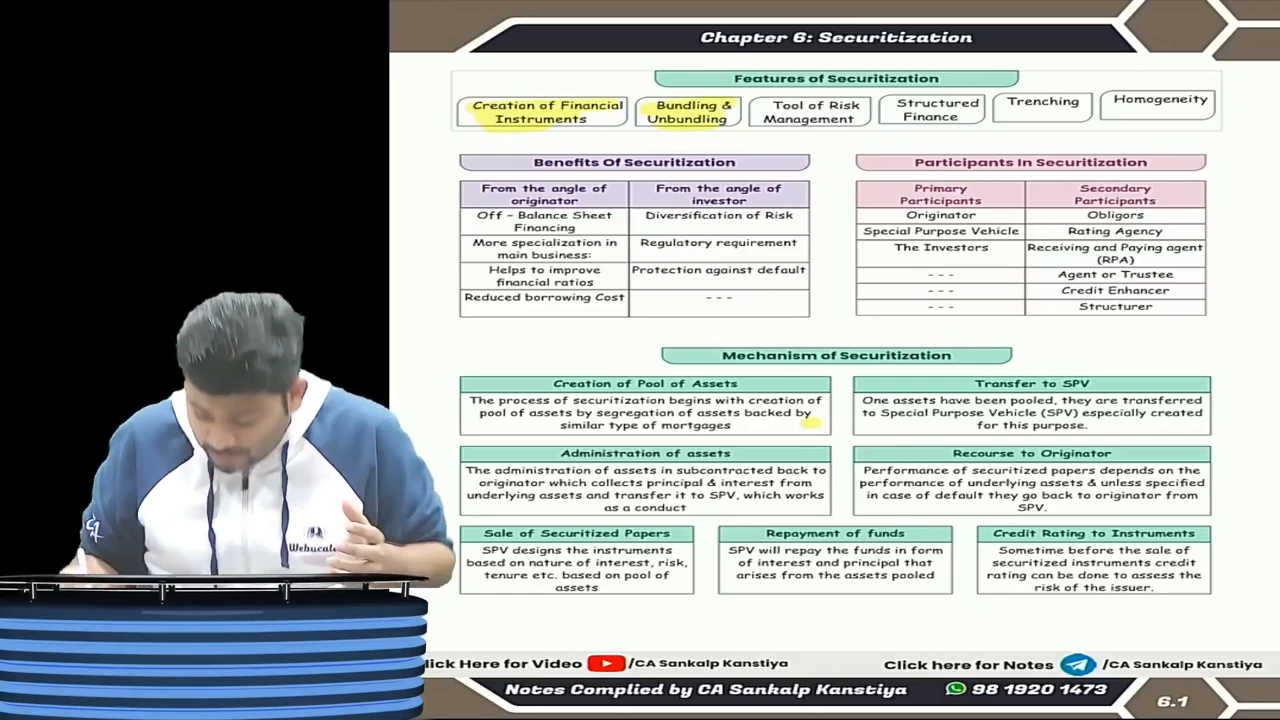 Chapter 6: Securitization
Features of Securitization
Creation of Financial
Instruments
Bundling &
Unbundling
Tool of Risk
Management
Structured
Finance
Trenching
Homogeneity
Benefits Of Securitization
From the angle of
originator
From the angle of
investor
Off - Balance Sheet
Financing
Diversification of Risk
More specialization in
main business:
Regulatory requirement
Helps to improve
financial ratios
Protection against default
Reduced borrowing Cost
- - -
Participants In Securitization
Primary
Participants
Secondary
Participants
Originator
Obligors
Special Purpose Vehicle
Rating Agency
The Investors
Receiving and Paying agent
(RPA)
- - -
Agent or Trustee
- - -
Credit Enhancer
- - -
Structurer
Mechanism of Securitization
Creation of Pool of Assets
The process of securitization begins with creation of
pool of assets by segregation of assets backed by
similar type of mortgages
Transfer to SPV
One assets have been pooled, they are transferred
to Special Purpose Vehicle (SPV) especially created
for this purpose.
Administration of assets
The administration of assets in subcontracted back to
originator which collects principal & interest from
underlying assets and transfer it to SPV, which works
as a conduct
Recourse to Originator
Performance of securitized papers depends on the
performance of underlying assets & unless specified
in case of default they go back to originator from
SPV.
Sale of Securitized Papers
SPV designs the instruments
based on nature of interest, risk,
tenure etc. based on pool of
assets
Repayment of funds
SPV will repay the funds in form
of interest and principal that
arises from the assets pooled
Credit Rating to Instruments
Sometime before the sale of
securitized instruments credit
rating can be done to assess the
risk of the issuer.
lick Here for Video /CA Sankalp Kanstiya
Click here for Notes /CA Sankalp Kanstiya
Notes Complied by CA Sankalp Kanstiya 98 1920 1473
6.1